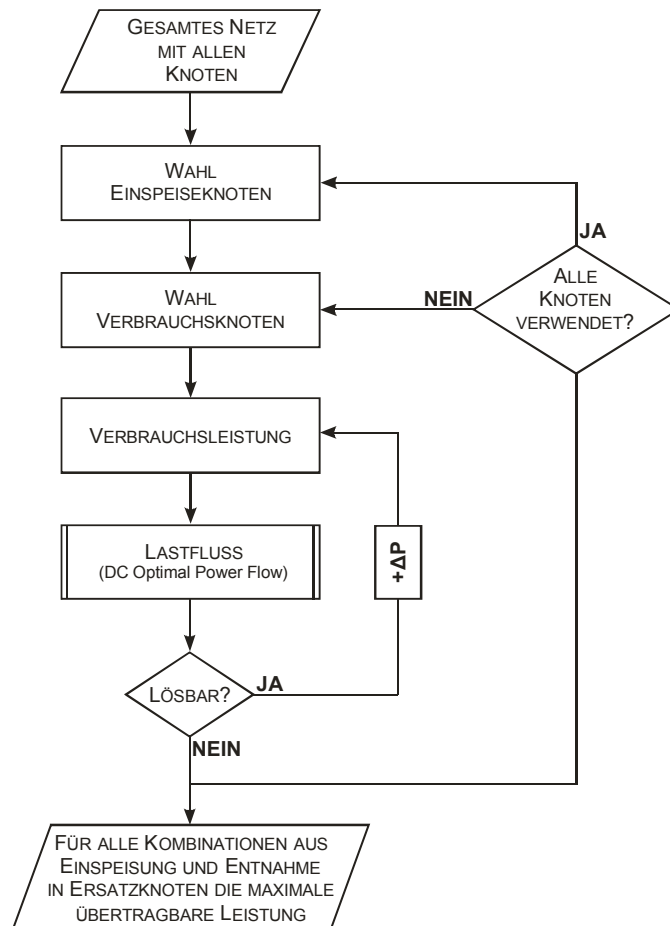 GESAMTES NETZ
MIT ALLEN
KNOTEN
WAHL
EINSPEISEKNOTEN
JA
ALLE
KNOTEN
VERWENDET?
NEIN
WAHL
VERBRAUCHSKNOTEN
VERBRAUCHSLEISTUNG
LASTFLUSS
(DC Optimal Power Flow)
+ΔP
LÖSBAR?
JA
NEIN
FÜR ALLE KOMBINATIONEN AUS
EINSPEISUNG UND ENTNAHME
IN ERSATZKNOTEN DIE MAXIMALE
ÜBERTRAGBARE LEISTUNG